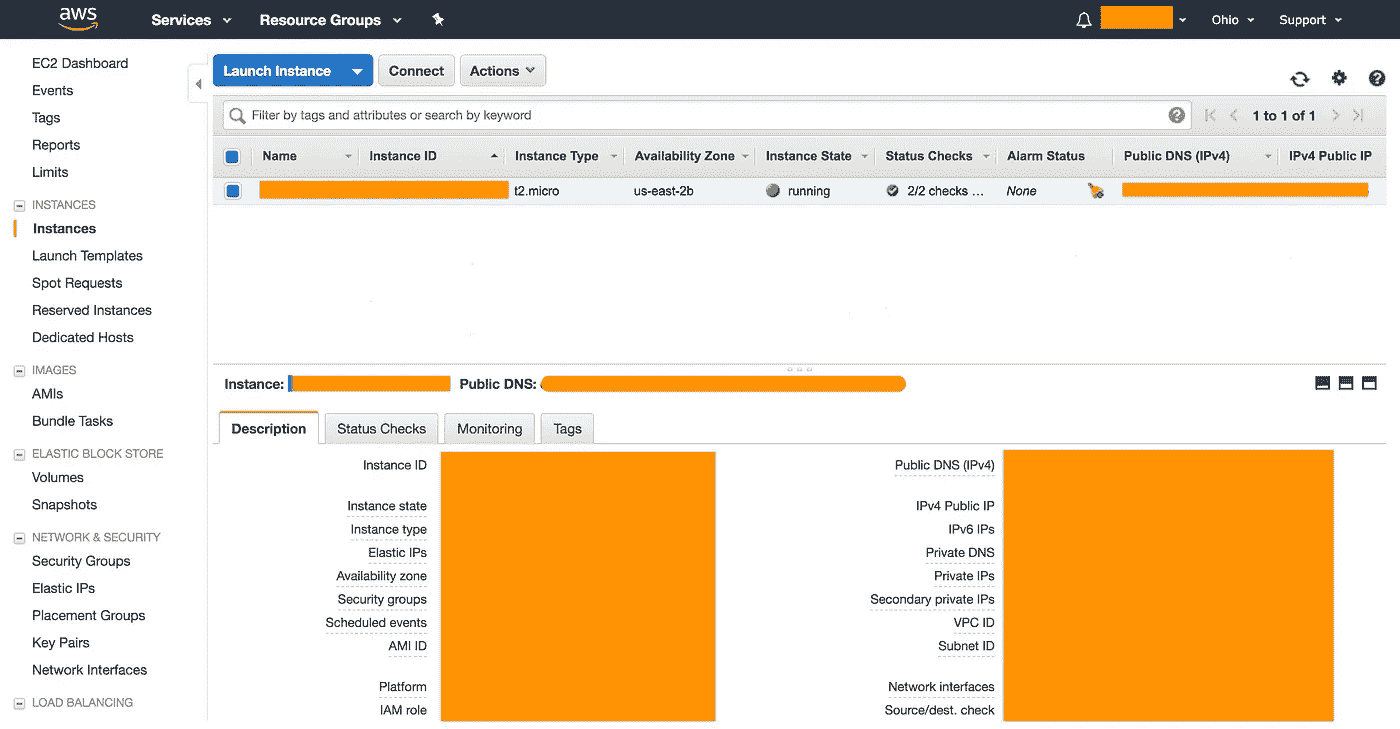 aws Services Resource Groups Ohio Support
EC2 Dashboard
Events
Tags
Reports
Limits
INSTANCES
Instances
Launch Templates
Spot Requests
Reserved Instances
Dedicated Hosts
IMAGES
AMIs
Bundle Tasks
ELASTIC BLOCK STORE
Volumes
Snapshots
NETWORK & SECURITY
Security Groups
Elastic IPs
Placement Groups
Key Pairs
Network Interfaces
LOAD BALANCING
Launch Instance Connect Actions
Filter by tags and attributes or search by keyword 1 to 1 of 1
Name Instance ID Instance Type Availability Zone Instance State Status Checks Alarm Status Public DNS (IPv4) IPv4 Public IP
t2.micro us-east-2b running 2/2 checks ... None
Instance: Public DNS:
Description Status Checks Monitoring Tags
Instance ID Public DNS (IPv4)
Instance state IPv4 Public IP
Instance type IPv6 IPs
Elastic IPs Private DNS
Availability zone Private IPs
Security groups Secondary private IPs
Scheduled events VPC ID
AMI ID Subnet ID
Platform Network interfaces
IAM role Source/dest. check